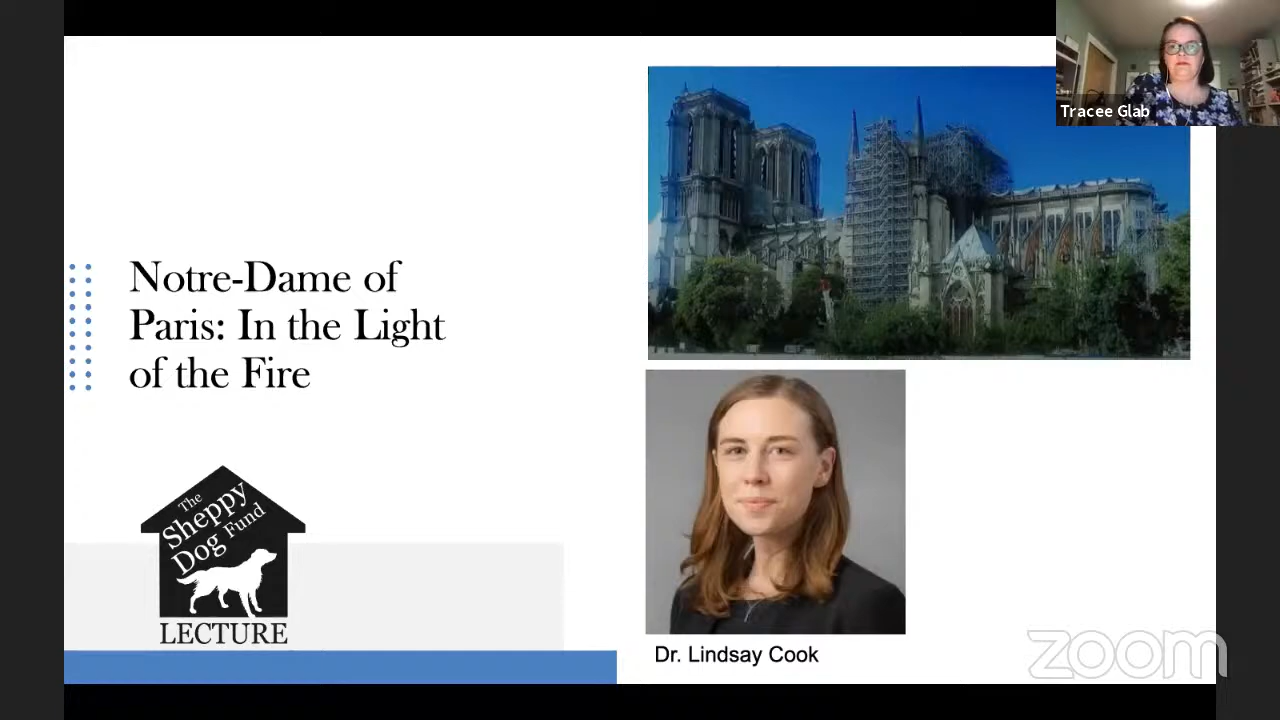 Tracee Glab
Notre-Dame of
Paris: In the Light
of the Fire
The
Sheppy
Dog Fund
LECTURE
Dr. Lindsay Cook
zoom